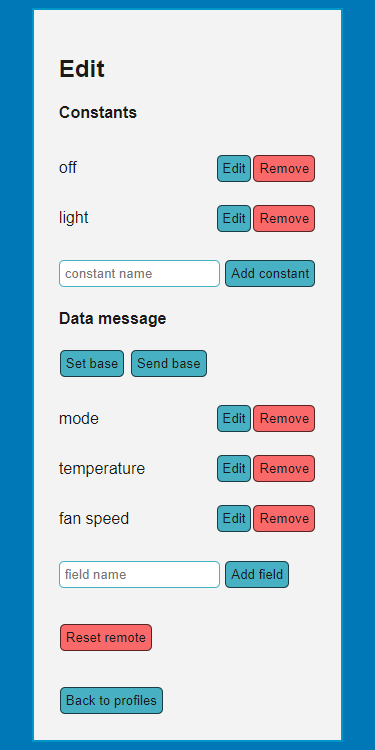 Edit
Constants
off Edit Remove
light Edit Remove
constant name Add constant
Data message
Set base Send base
mode Edit Remove
temperature Edit Remove
fan speed Edit Remove
field name Add field
Reset remote
Back to profiles